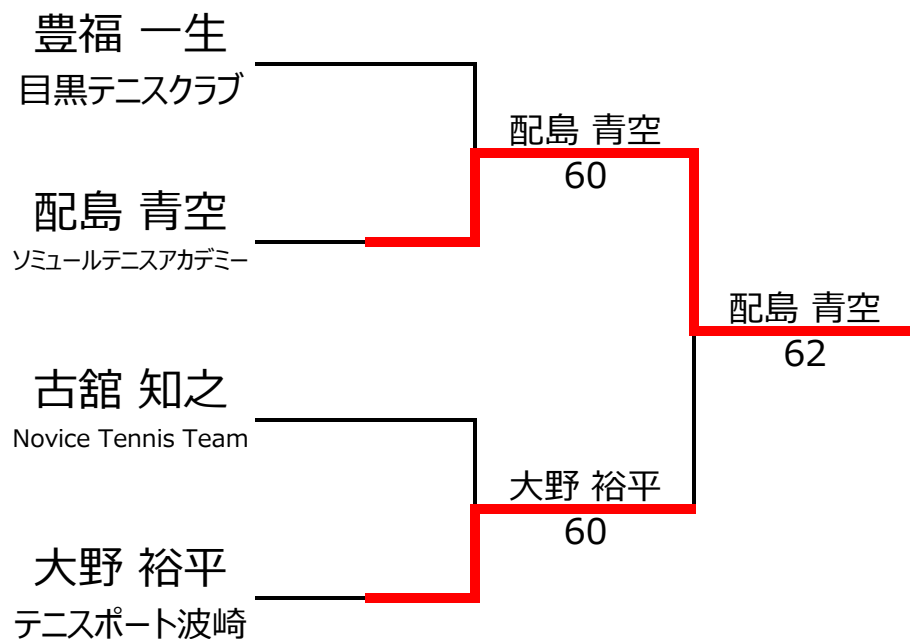 豊福 一生
目黒テニスクラブ
配島 青空
60
配島 青空
ソミュールテニスアカデミー
配島 青空
62
古舘 知之
Novice Tennis Team
大野 裕平
60
大野 裕平
テニスポート波崎